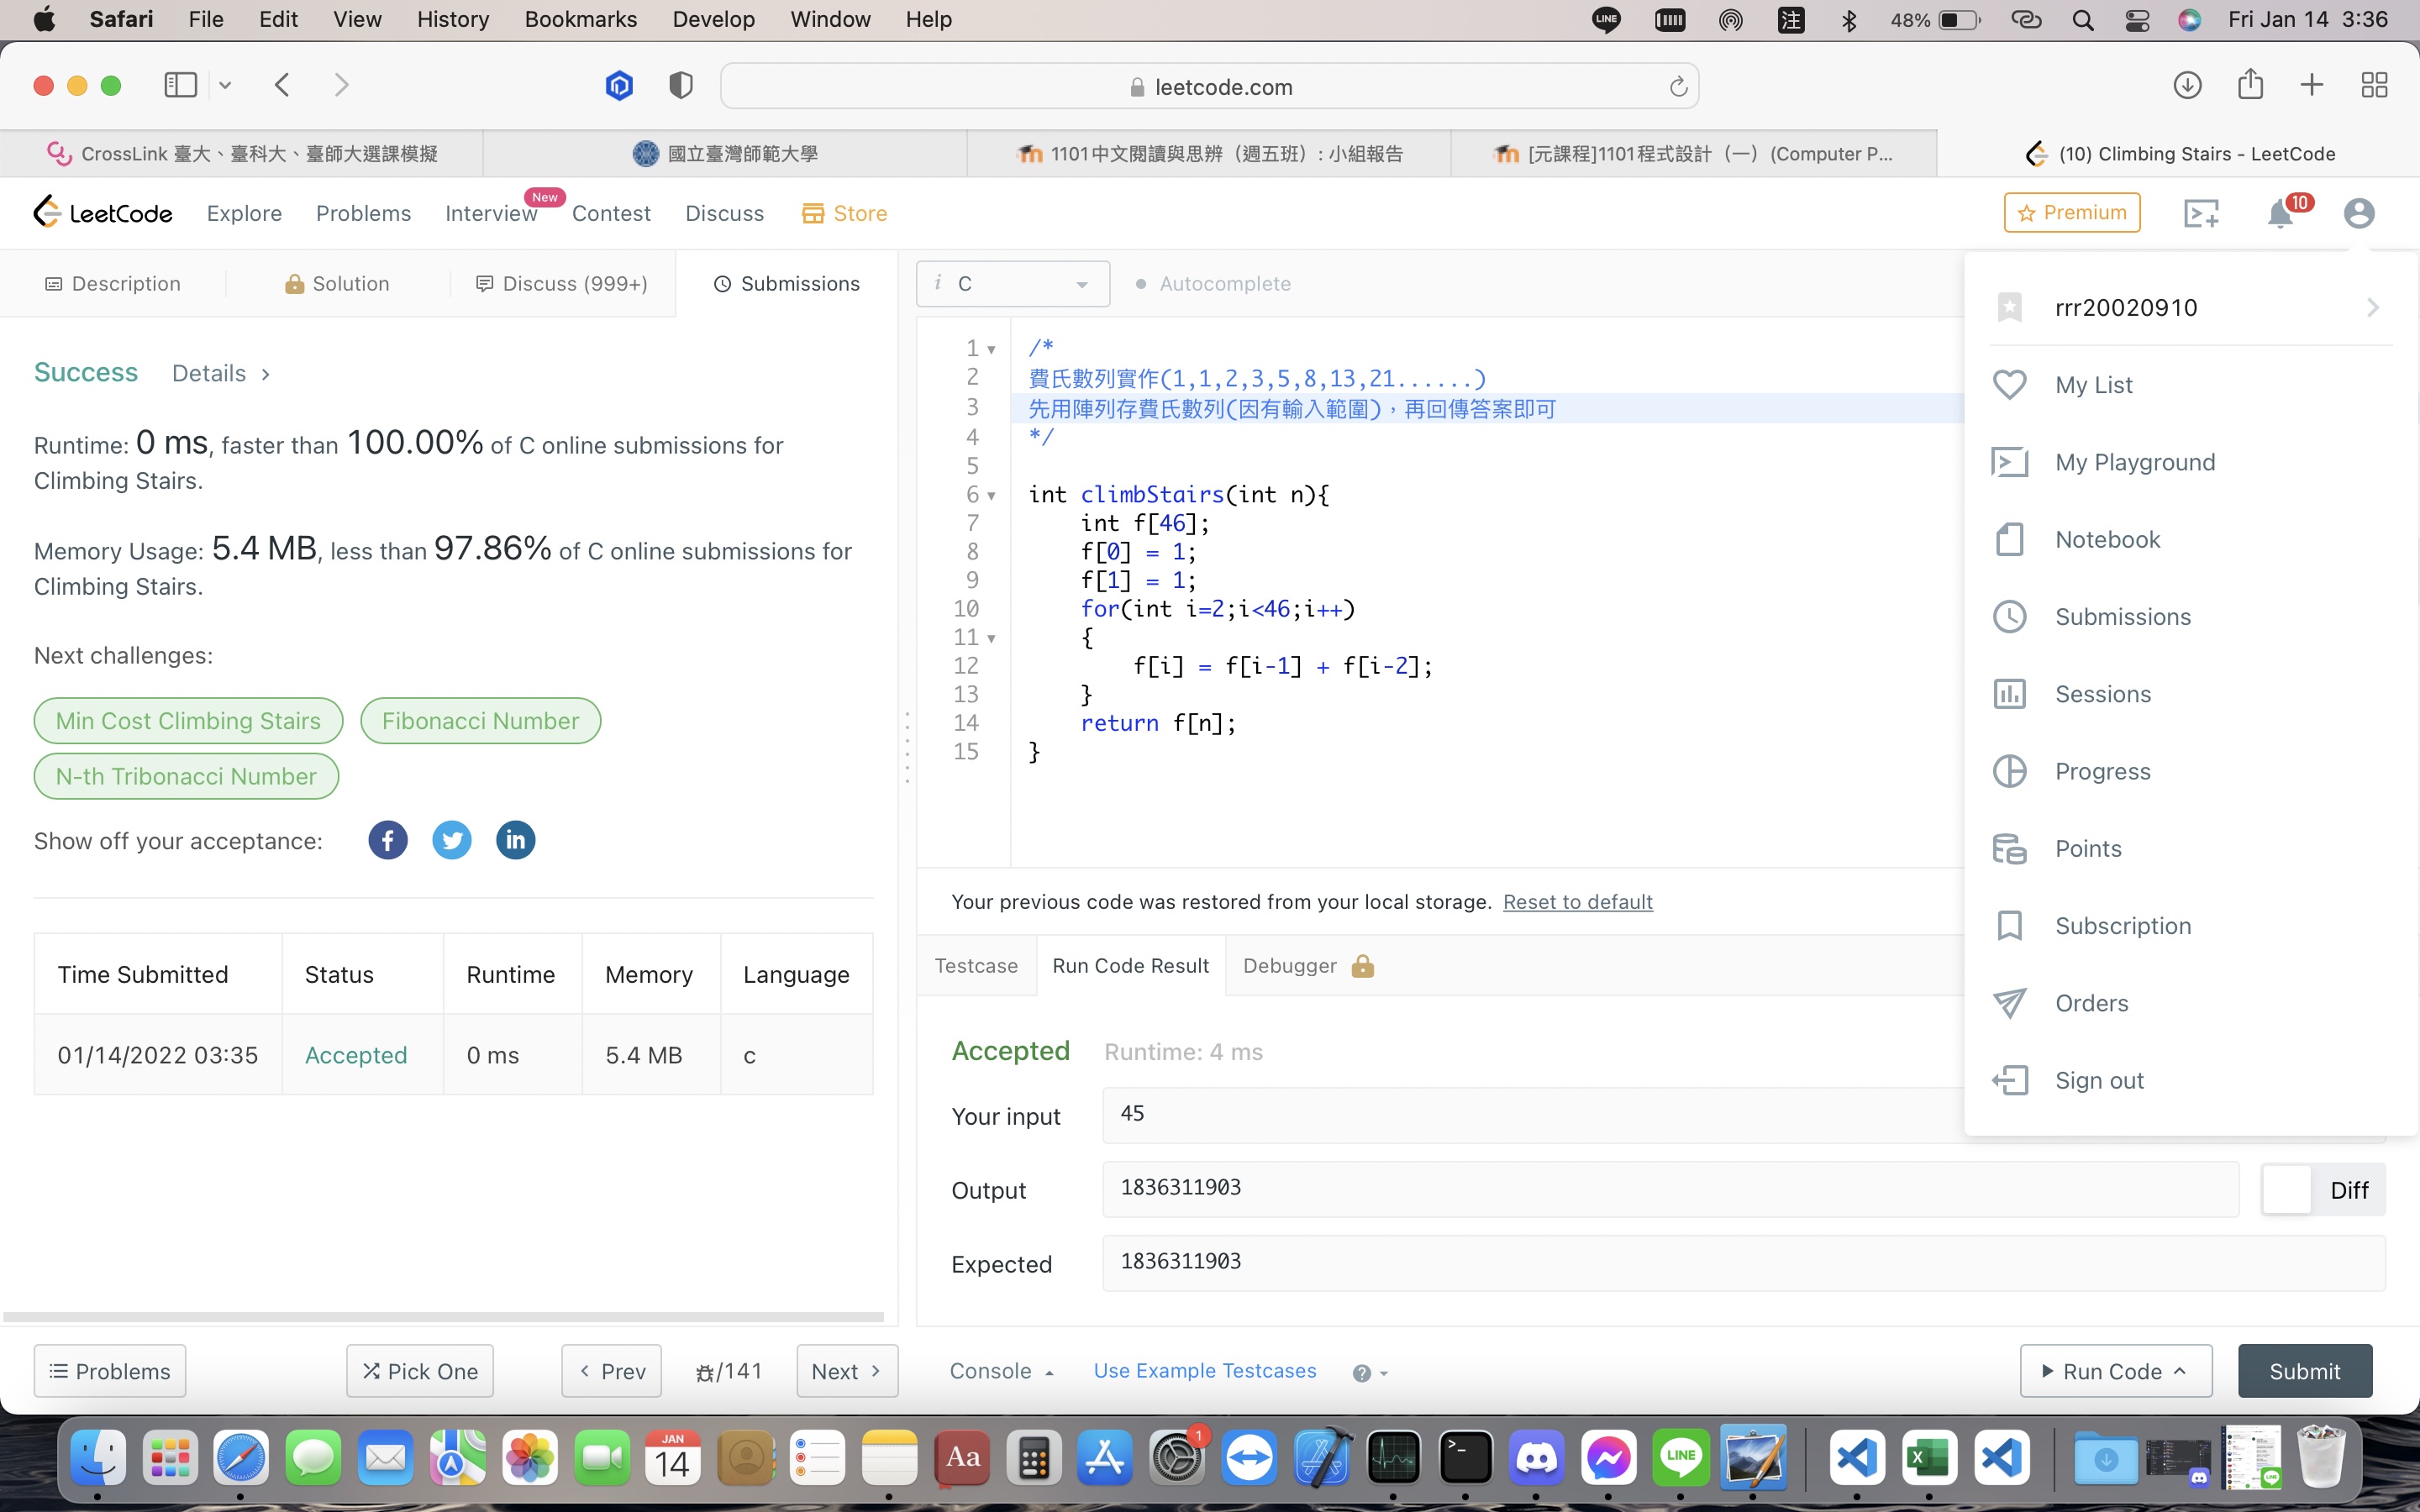 Safari File Edit View History Bookmarks Develop Window Help LINE 注 48% Fri Jan 14 3:36
leetcode.com
CrossLink 臺大、臺科大、臺師大選課模擬
國立臺灣師範大學
1101中文閱讀與思辨（週五班）: 小組報告
[元課程]1101程式設計（一）(Computer P...
(10) Climbing Stairs - LeetCode
LeetCode Explore Problems Interview New Contest Discuss Store Premium 10
Description Solution Discuss (999+) Submissions
Success Details >
Runtime: 0 ms, faster than 100.00% of C online submissions for
Climbing Stairs.
Memory Usage: 5.4 MB, less than 97.86% of C online submissions for
Climbing Stairs.
Next challenges:
Min Cost Climbing Stairs Fibonacci Number
N-th Tribonacci Number
Show off your acceptance:
Time Submitted Status Runtime Memory Language
01/14/2022 03:35 Accepted 0 ms 5.4 MB c
Problems Pick One < Prev /141 Next >
i C Autocomplete
1 /*
2 費氏數列實作(1,1,2,3,5,8,13,21......)
3 先用陣列存費氏數列(因有輸入範圍)，再回傳答案即可
4 */
5
6 int climbStairs(int n){
7     int f[46];
8     f[0] = 1;
9     f[1] = 1;
10     for(int i=2;i<46;i++)
11     {
12         f[i] = f[i-1] + f[i-2];
13     }
14     return f[n];
15 }
Your previous code was restored from your local storage. Reset to default
Testcase Run Code Result Debugger
Accepted Runtime: 4 ms
Your input 45
Output 1836311903 Diff
Expected 1836311903
Console Use Example Testcases Run Code Submit
rrr20020910
My List
My Playground
Notebook
Submissions
Sessions
Progress
Points
Subscription
Orders
Sign out
JAN
14
Aa
1
LINE